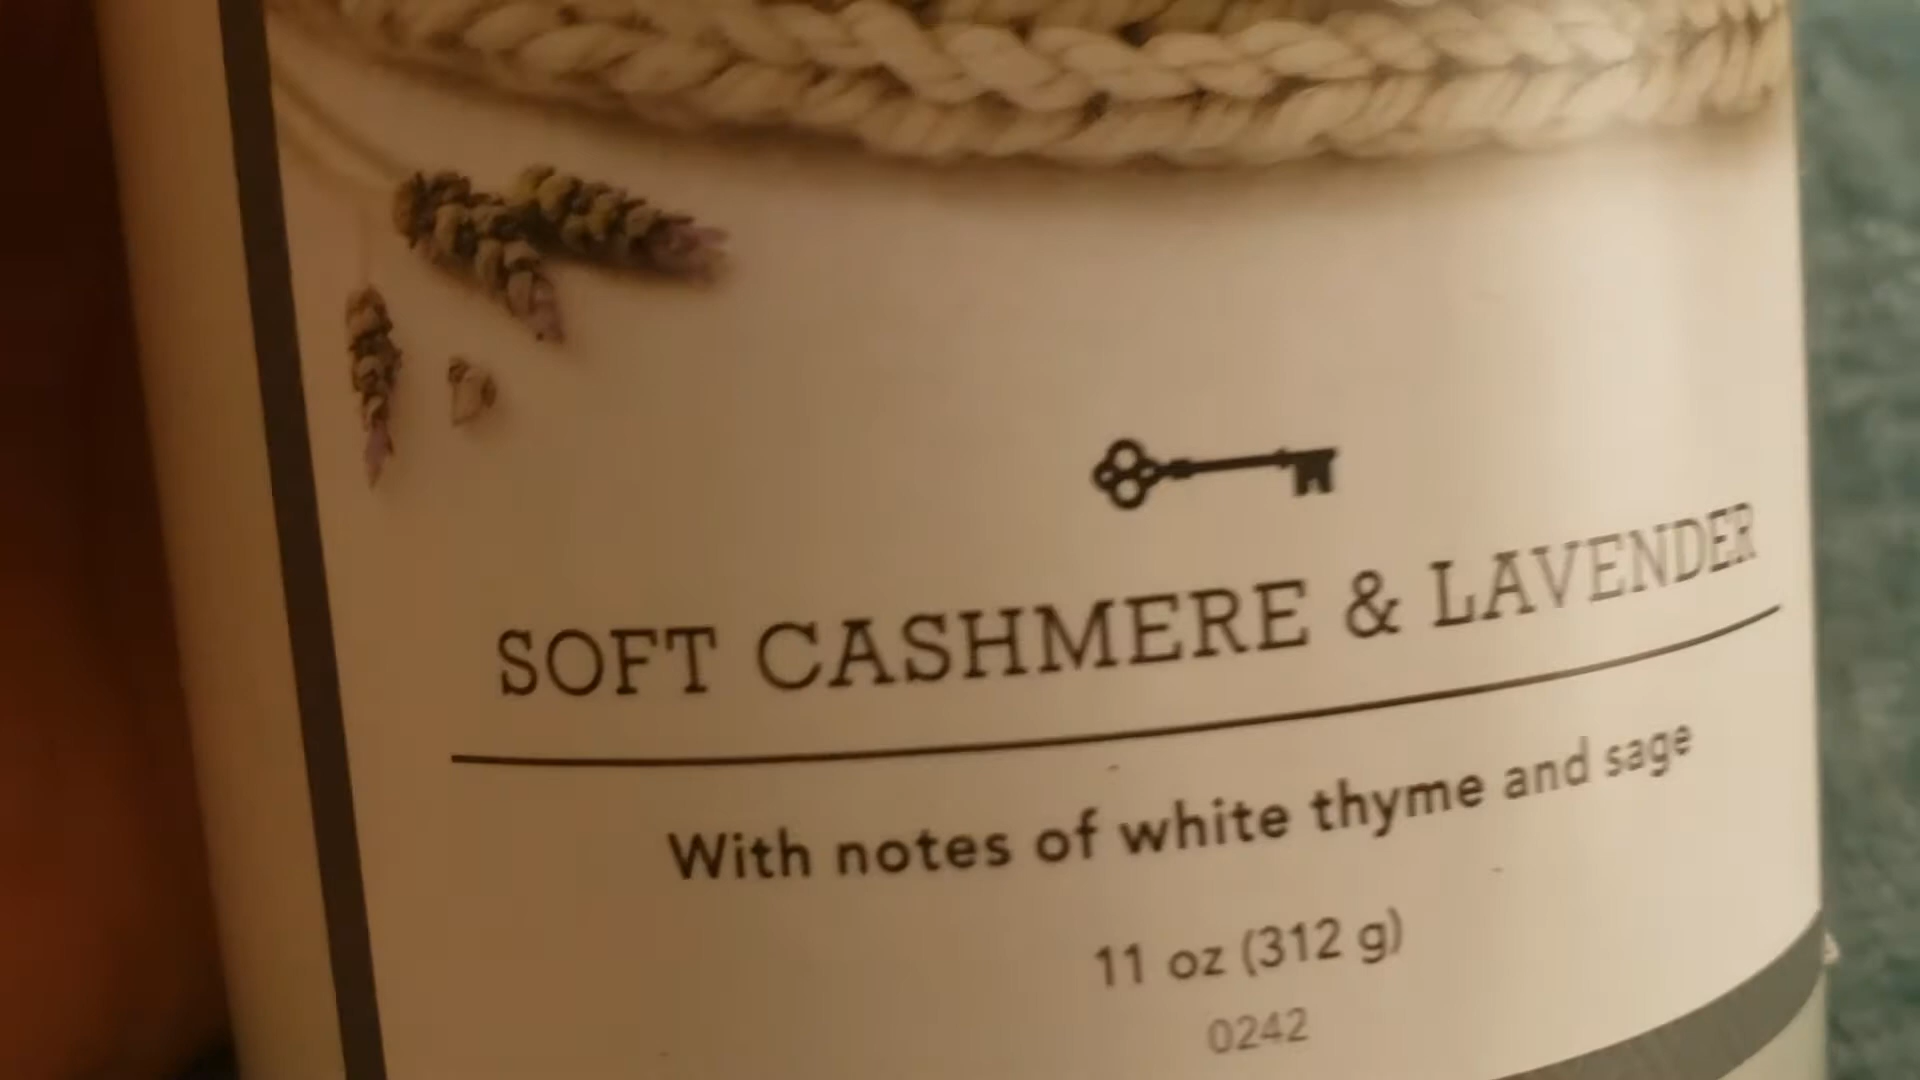 SOFT CASHMERE & LAVENDER
With notes of white thyme and sage
11 oz (312 g)
0242